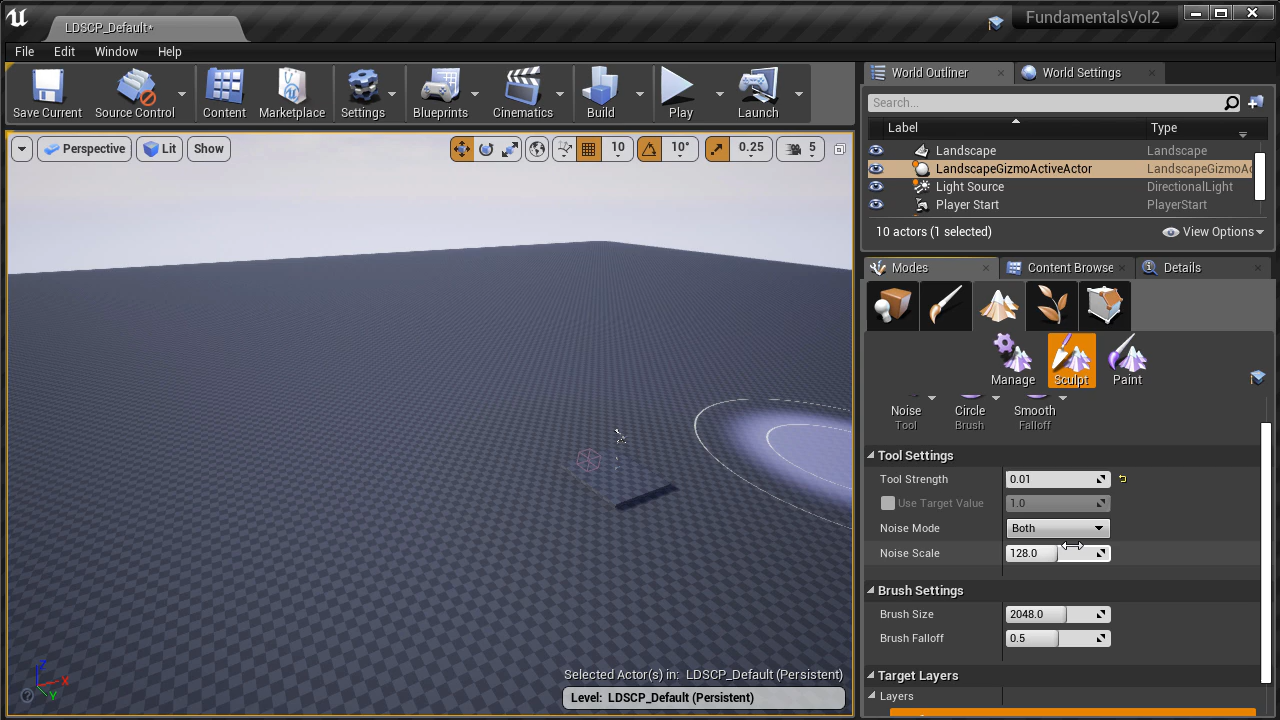 LDSCP_Default*
FundamentalsVol2
File Edit Window Help
Save Current Source Control Content Marketplace Settings Blueprints Cinematics Build Play Launch
Perspective Lit Show 10 10° 0.25 5
World Outliner World Settings
Search...
Label Type
Landscape Landscape
LandscapeGizmoActiveActor LandscapeGizmoAc
Light Source DirectionalLight
Player Start PlayerStart
10 actors (1 selected) View Options
Modes Content Browse Details
Manage Sculpt Paint
Noise Circle Smooth
Tool Brush Falloff
Tool Settings
Tool Strength 0.01
Use Target Value 1.0
Noise Mode Both
Noise Scale 128.0
Brush Settings
Brush Size 2048.0
Brush Falloff 0.5
Target Layers
Layers
Z
X
Y
Selected Actor(s) in: LDSCP_Default (Persistent)
Level: LDSCP_Default (Persistent)